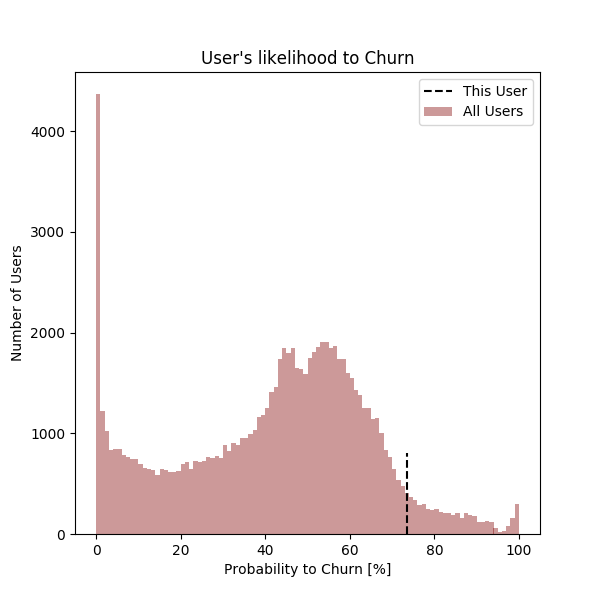 User's likelihood to Churn
This User
All Users
4000
3000
2000
1000
0
Number of Users
0 20 40 60 80 100
Probability to Churn [%]